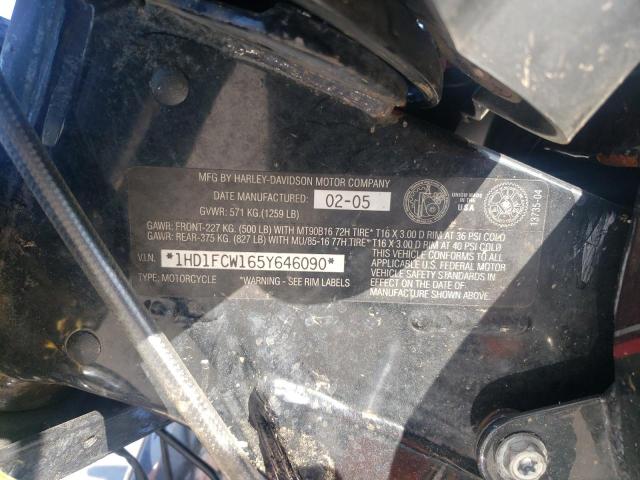 MFG BY HARLEY-DAVIDSON MOTOR COMPANY
DATE MANUFACTURED: 02-05
GVWR: 571 KG.(1259 LB)
GAWR: FRONT-227 KG. (500 LB) WITH MT90B16 72H TIRE* T16 X 3.00 D RIM AT 36 PSI COLD
GAWR: REAR-375 KG. (827 LB) WITH MU/85-16 77H TIRE* T16 X 3.00 D RIM AT 40 PSI COLD
V.I.N. *1HD1FCW165Y646090*
TYPE: MOTORCYCLE *WARNING - SEE RIM LABELS
THIS VEHICLE CONFORMS TO ALL
APPLICABLE U.S. FEDERAL MOTOR
VEHICLE SAFETY STANDARDS IN
EFFECT ON THE DATE OF
MANUFACTURE SHOWN ABOVE.
UNION MADE
IN THE
USA
13735-04